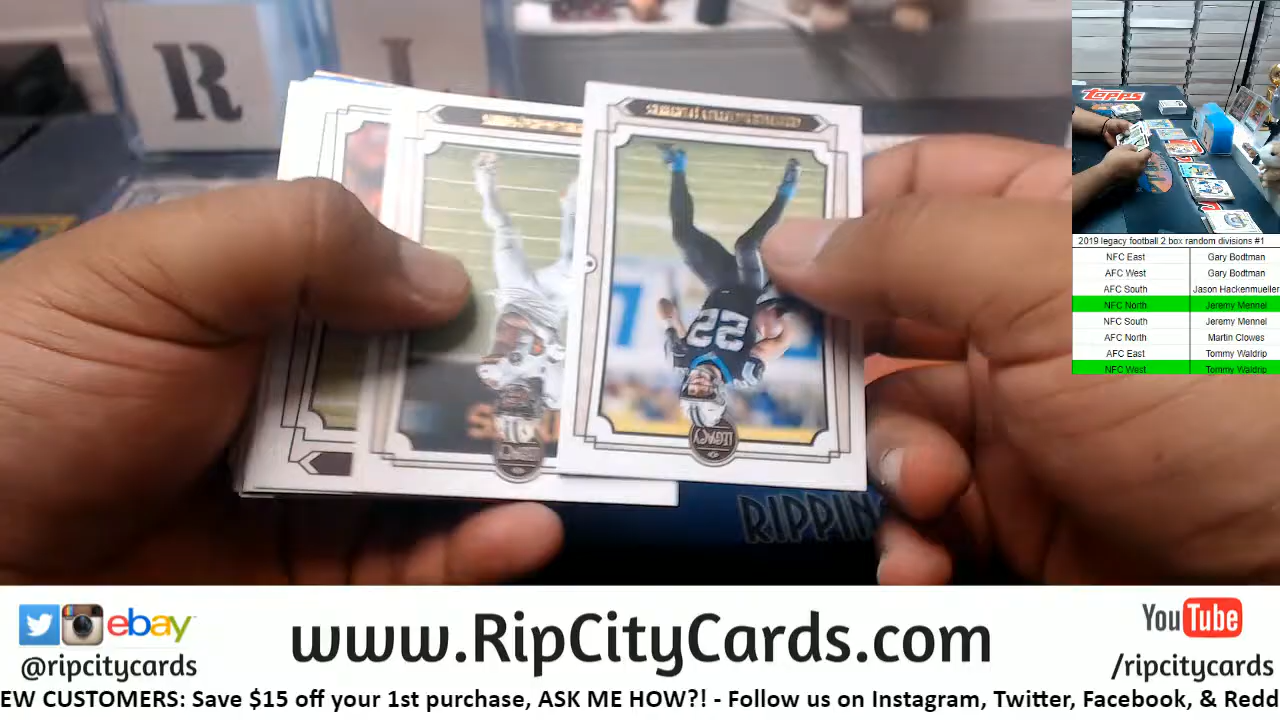 R I
TOPPS
22
LEGACY
RIPPIN
2019 legacy football 2 box random divisions #1
NFC East Gary Bodtman
AFC West Gary Bodtman
AFC South Jason Hackenmueller
NFC North Jeremy Mennel
NFC South Jeremy Mennel
AFC North Martin Clowes
AFC East Tommy Waldrip
NFC West Tommy Waldrip
ebay
@ripcitycards
www.RipCityCards.com
YouTube
/ripcitycards
EW CUSTOMERS: Save $15 off your 1st purchase, ASK ME HOW?! - Follow us on Instagram, Twitter, Facebook, & Redd